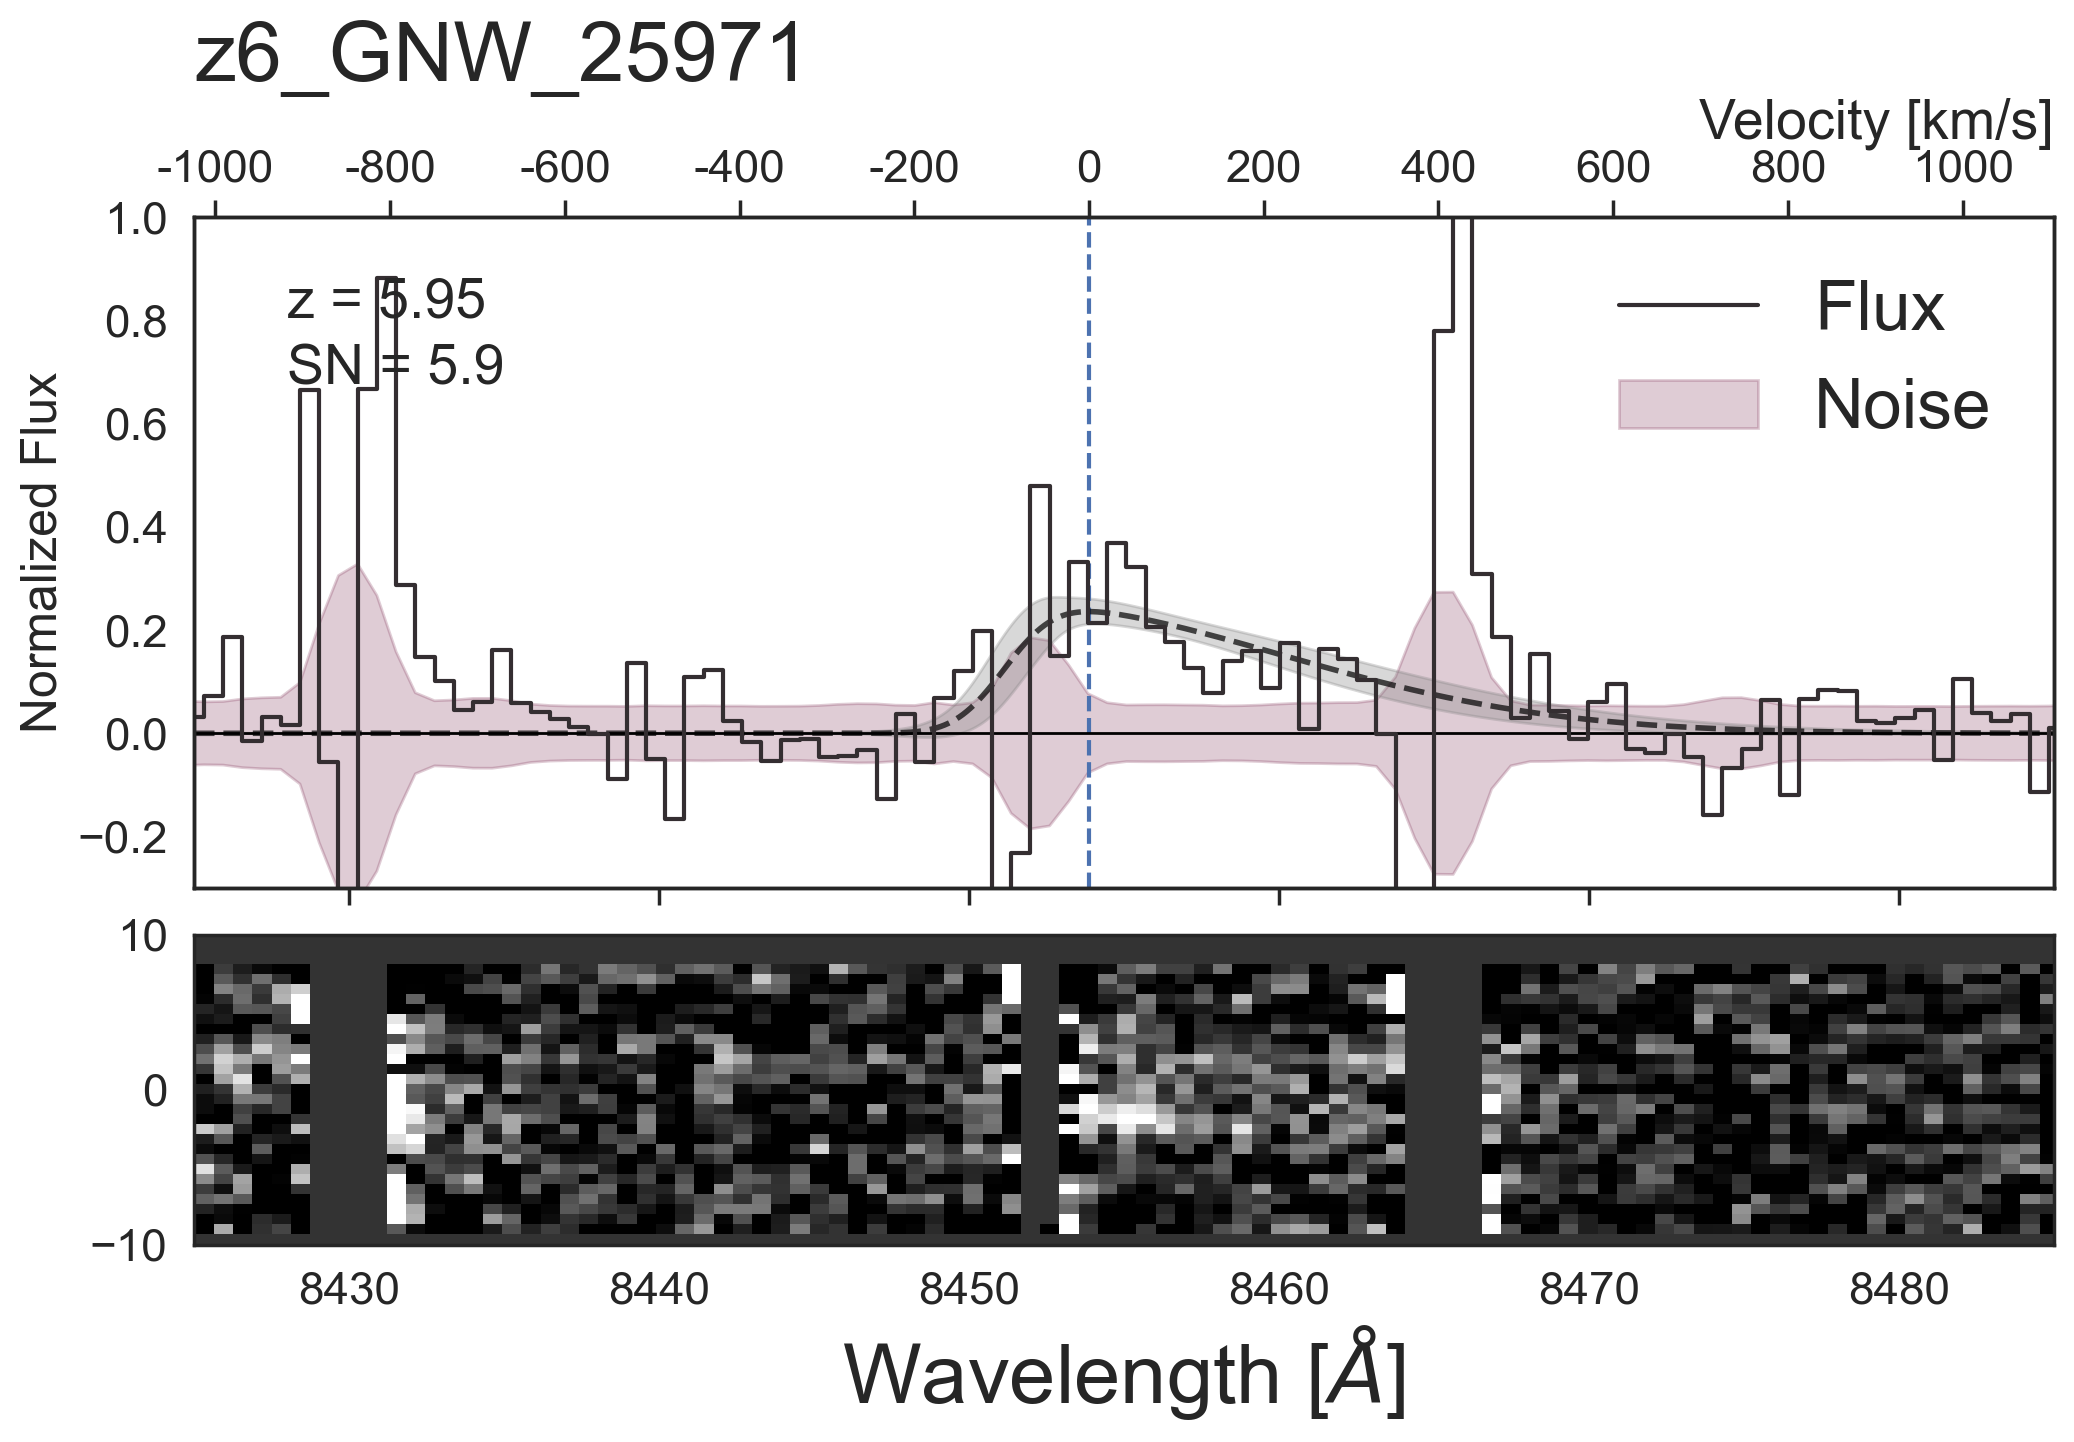 z6_GNW_25971
Velocity [km/s]
-1000 -800 -600 -400 -200 0 200 400 600 800 1000
1.0
0.8
0.6
0.4
0.2
0.0
−0.2
Normalized Flux
z = 5.95
SN = 5.9
Flux
Noise
10
0
−10
8430 8440 8450 8460 8470 8480
Wavelength [Å]